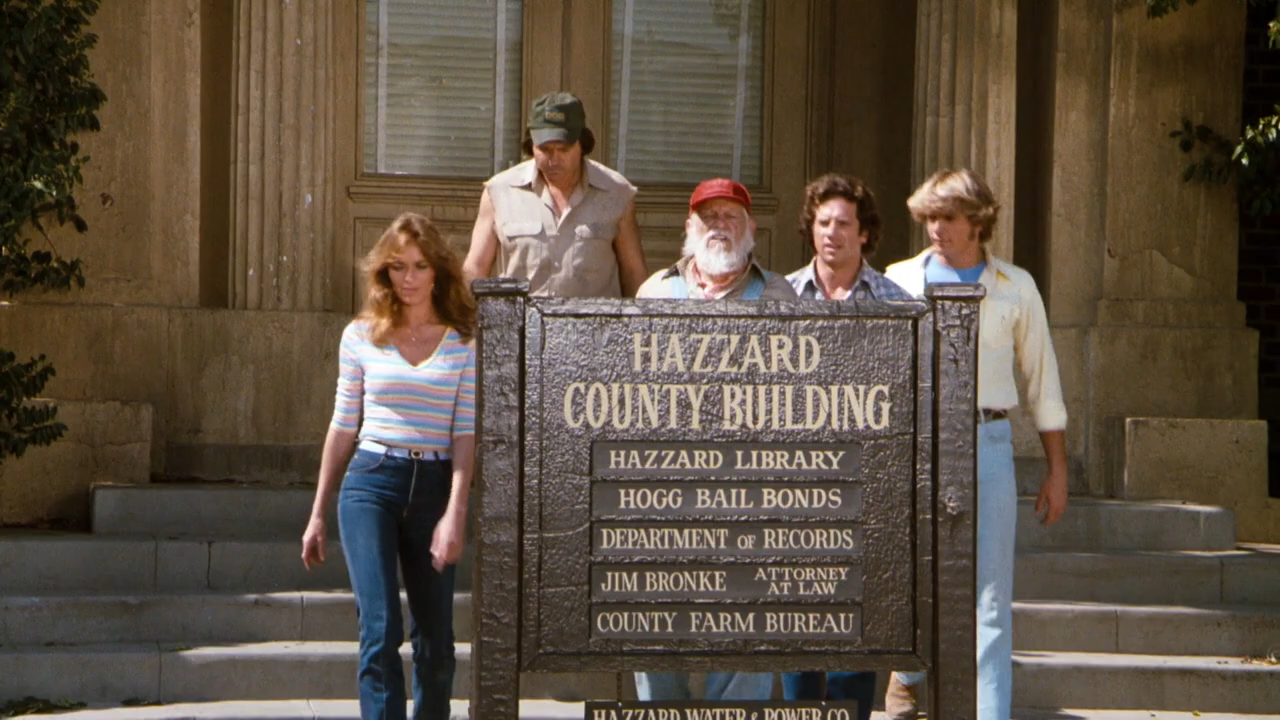 HAZZARD
COUNTY BUILDING
HAZZARD LIBRARY
HOGG BAIL BONDS
DEPARTMENT OF RECORDS
JIM BRONKE ATTORNEY
AT LAW
COUNTY FARM BUREAU
HAZZARD WATER & POWER CO.